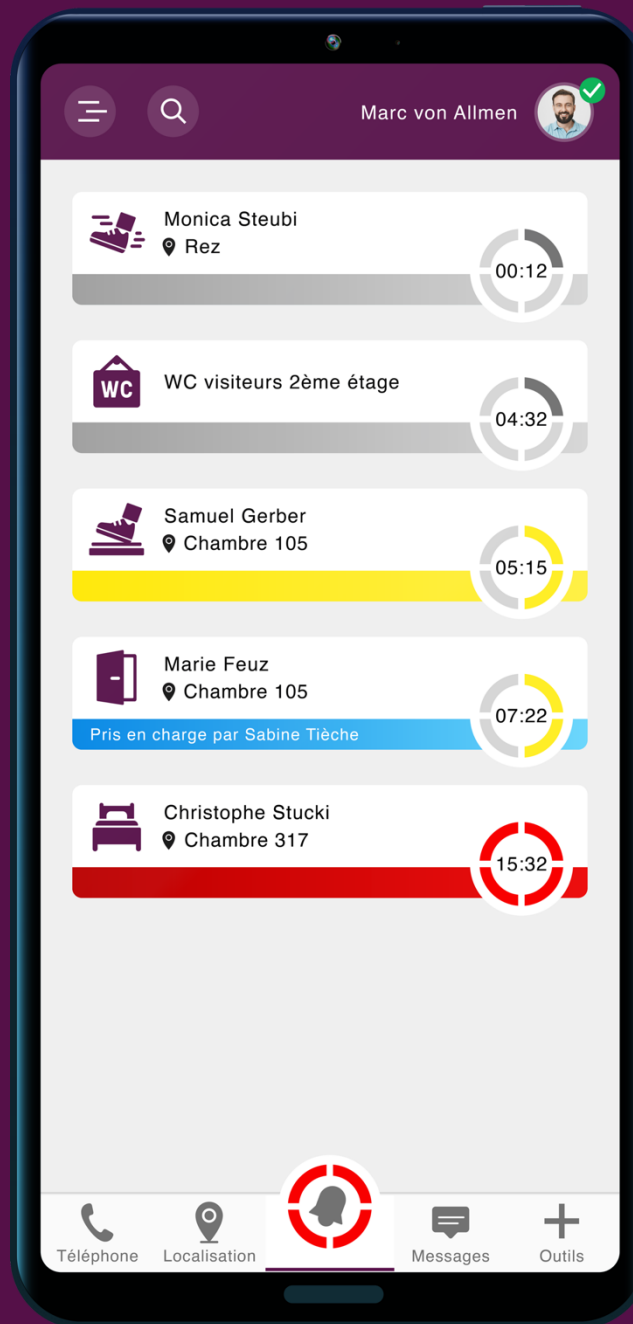 Marc von Allmen
Monica Steubi
Rez
00:12
WC
WC visiteurs 2ème étage
04:32
Samuel Gerber
Chambre 105
05:15
Marie Feuz
Chambre 105
07:22
Pris en charge par Sabine Tièche
Christophe Stucki
Chambre 317
15:32
Téléphone
Localisation
Messages
Outils